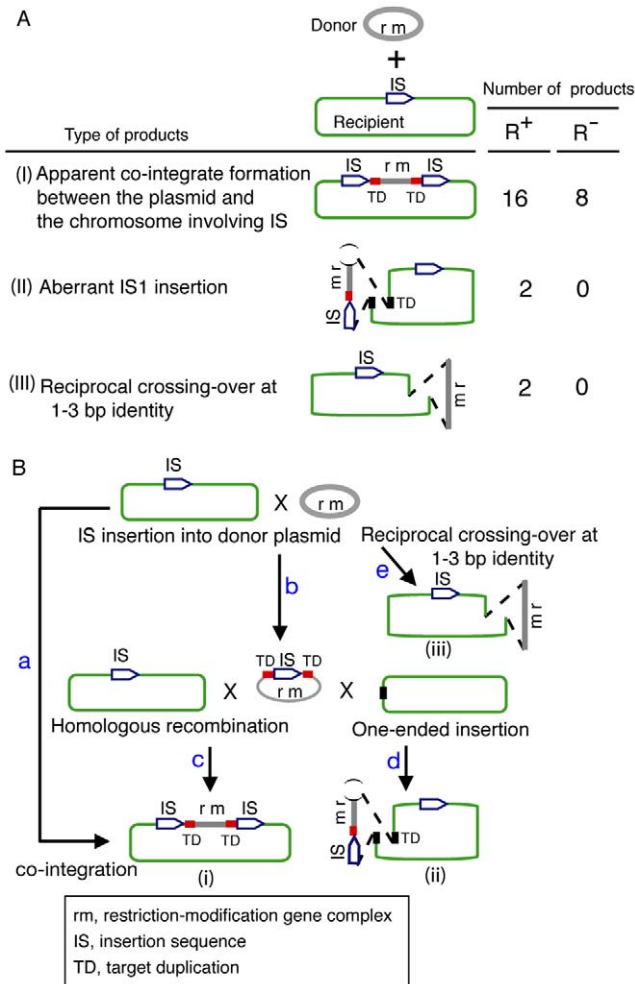 A
Donor
r m
+
IS
Recipient
Number of products
Type of products
R+ R−
(I) Apparent co-integrate formation
between the plasmid and
the chromosome involving IS
IS r m IS
TD TD
16 8
(II) Aberrant IS1 insertion
m r
IS
TD
2 0
(III) Reciprocal crossing-over at
1-3 bp identity
IS
m r
2 0
B
IS
X
r m
IS insertion into donor plasmid
Reciprocal crossing-over at
1-3 bp identity
a
b
e
IS
m r
(iii)
IS
X
TD IS TD
r m
X
Homologous recombination
One-ended insertion
c
d
IS r m IS
TD TD
co-integration
(i)
m r
IS
TD
(ii)
rm, restriction-modification gene complex
IS, insertion sequence
TD, target duplication